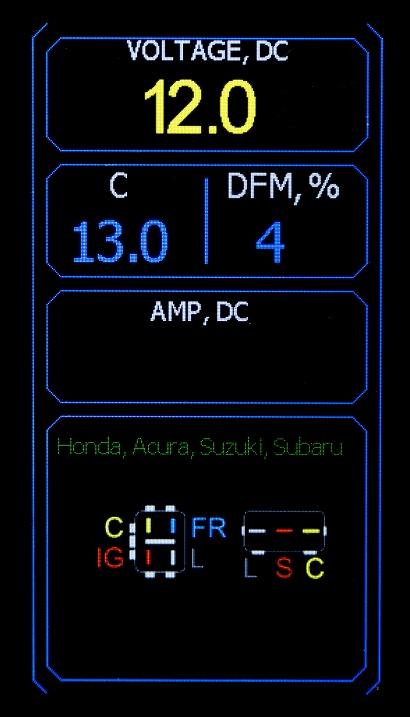 VOLTAGE, DC
12.0
C DFM, %
13.0 4
AMP, DC
Honda, Acura, Suzuki, Subaru
C FR
IG L
L S C